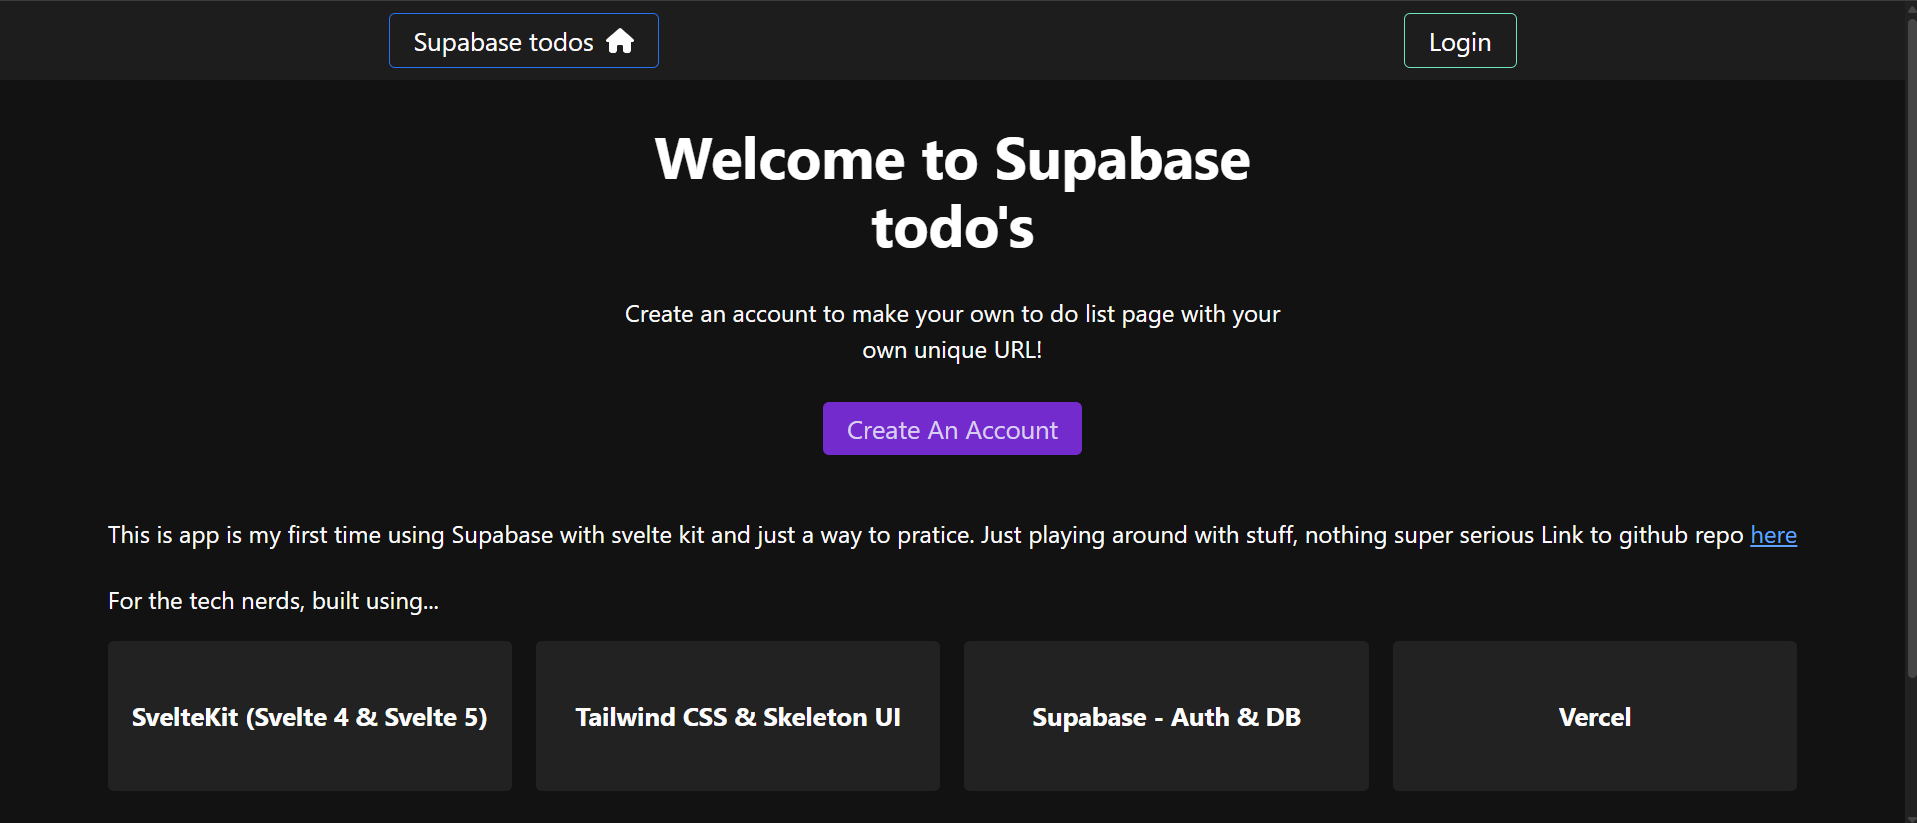 Supabase todos
Login
Welcome to Supabase
todo's
Create an account to make your own to do list page with your
own unique URL!
Create An Account
This is app is my first time using Supabase with svelte kit and just a way to pratice. Just playing around with stuff, nothing super serious Link to github repo here
For the tech nerds, built using...
SvelteKit (Svelte 4 & Svelte 5)
Tailwind CSS & Skeleton UI
Supabase - Auth & DB
Vercel